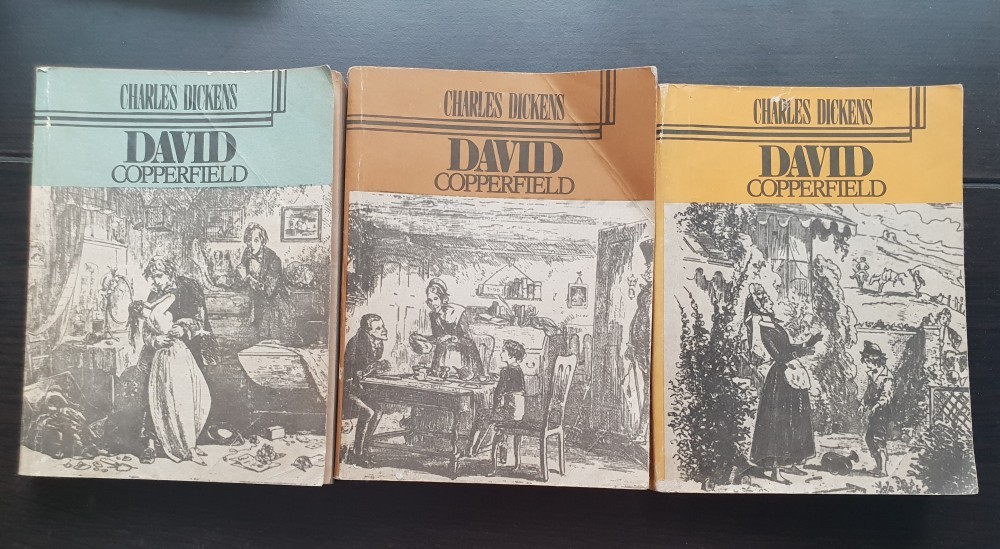 CHARLES DICKENS
DAVID
COPPERFIELD
CHARLES DICKENS
DAVID
COPPERFIELD
CHARLES DICKENS
DAVID
COPPERFIELD